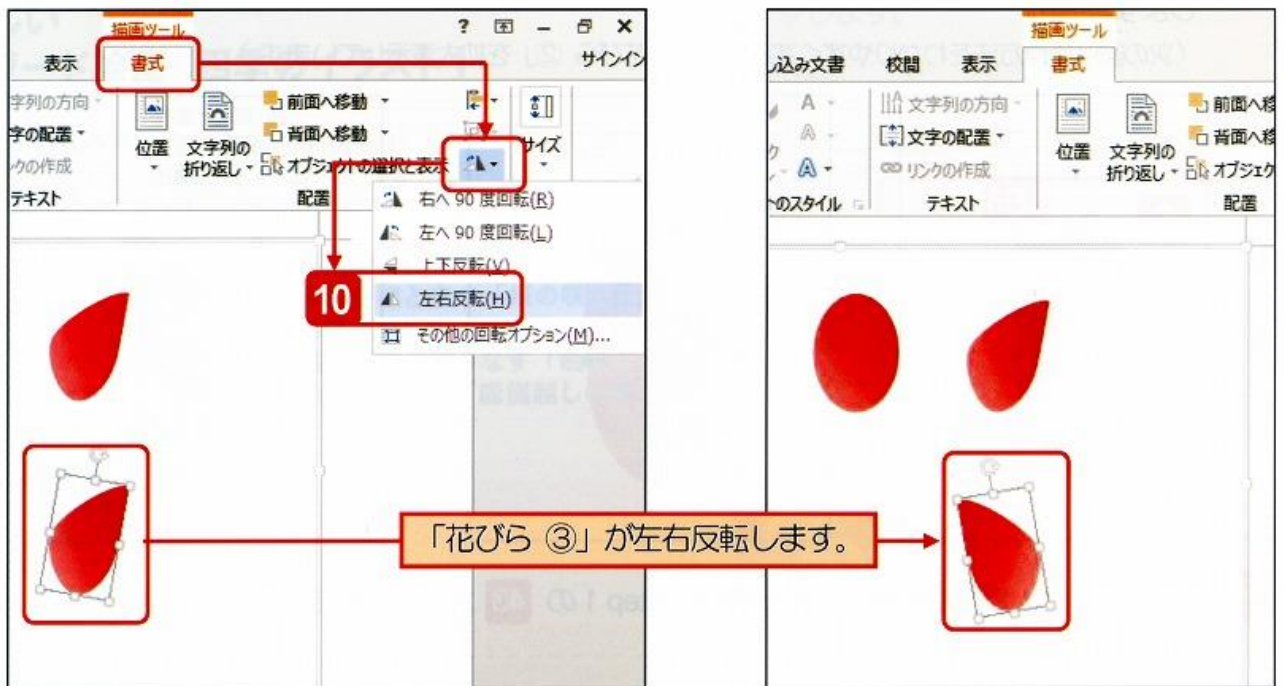 描画ツール
?
表示
書式
サインイン
字列の方向
字の配置
ンクの作成
テキスト
位置
文字列の
折り返し
前面へ移動
背面へ移動
オブジェクトの選択と表示
配置
サイズ
右へ 90 度回転(R)
左へ 90 度回転(L)
上下反転(V)
10
左右反転(H)
その他の回転オプション(M)...
描画ツール
し込み文書
校閲
表示
書式
A
文字列の方向
A
文字の配置
A
リンクの作成
トのスタイル
テキスト
位置
文字列の
折り返し
前面へ移
背面へ移
オブジェク
配置
「花びら ③」が左右反転します。